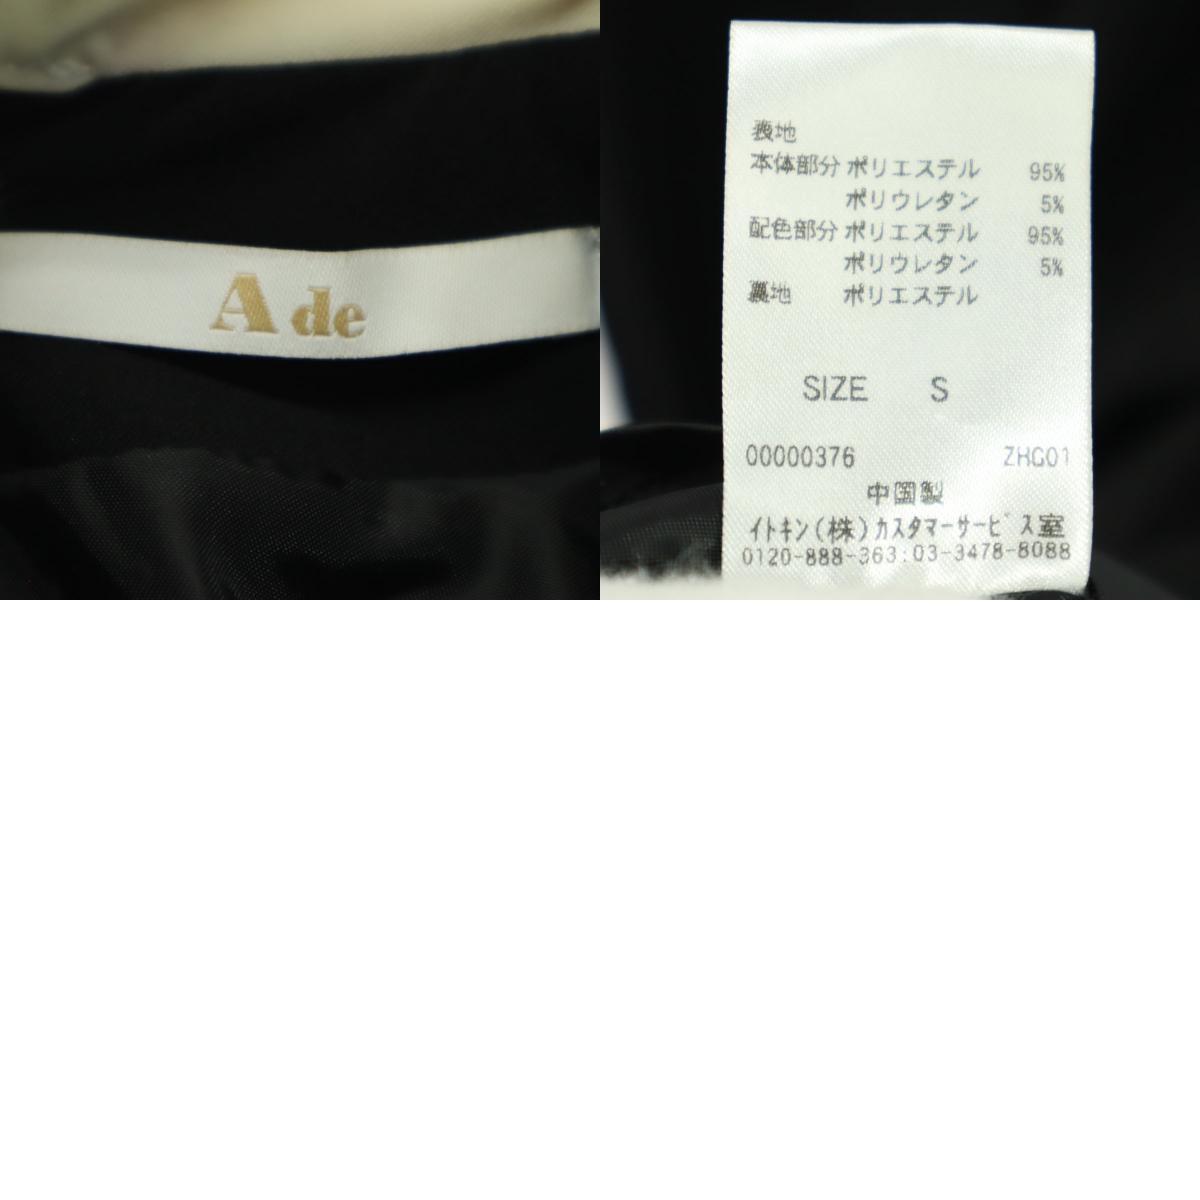 A de
表地
本体部分 ポリエステル 95%
ポリウレタン 5%
配色部分 ポリエステル 95%
ポリウレタン 5%
裏地 ポリエステル
SIZE S
00000376 ZHG01
中国製
イトキン(株)カスタマーサービス室
0120-888-363:03-3478-8088